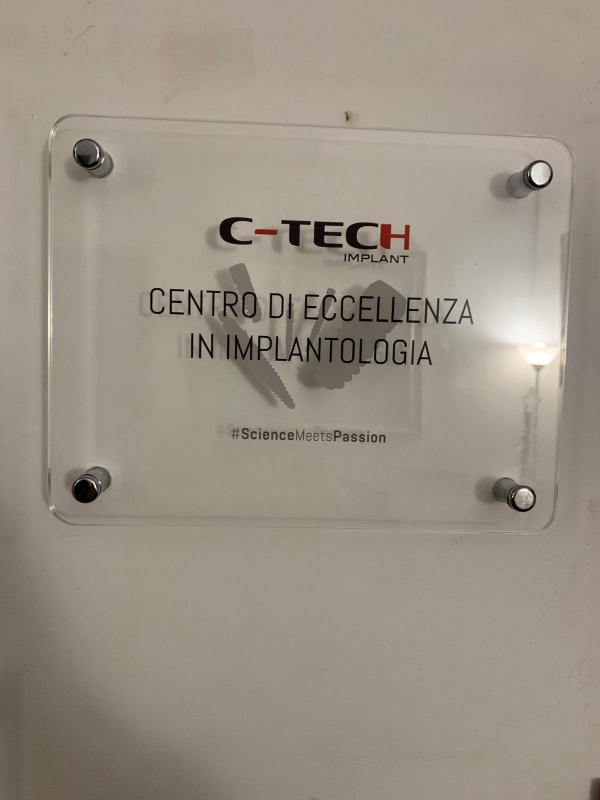 C-TECH
IMPLANT
CENTRO DI ECCELLENZA
IN IMPLANTOLOGIA
#ScienceMeetsPassion